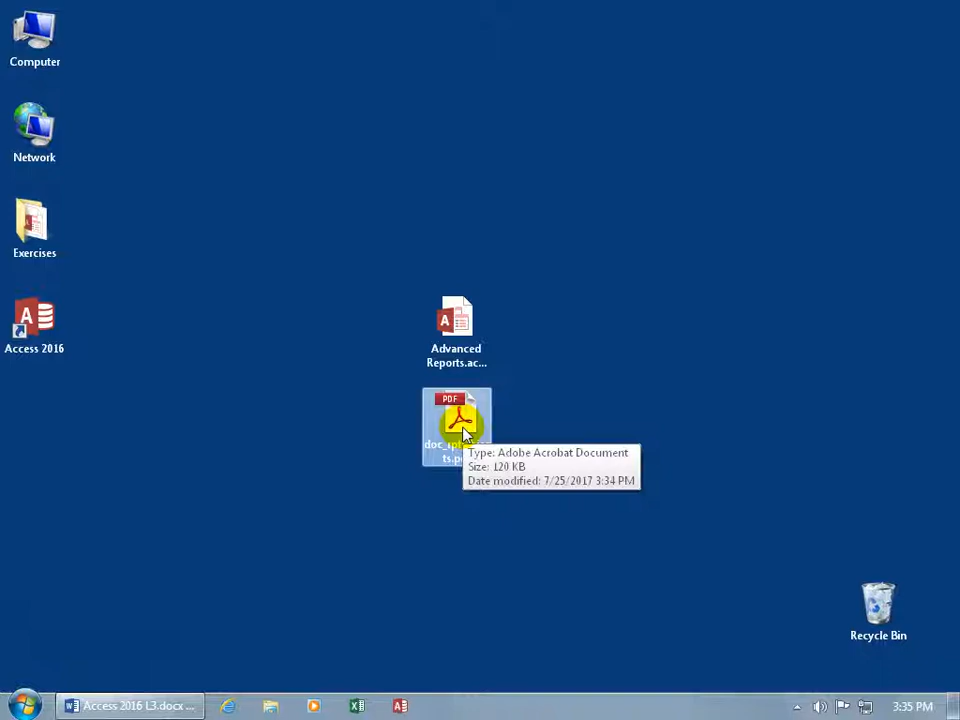 Computer
Network
Exercises
Access 2016
Advanced
Reports.ac...
PDF
Type: Adobe Acrobat Document
Size: 120 KB
Date modified: 7/25/2017 3:34 PM
Recycle Bin
Access 2016 L3.docx ...
3:35 PM